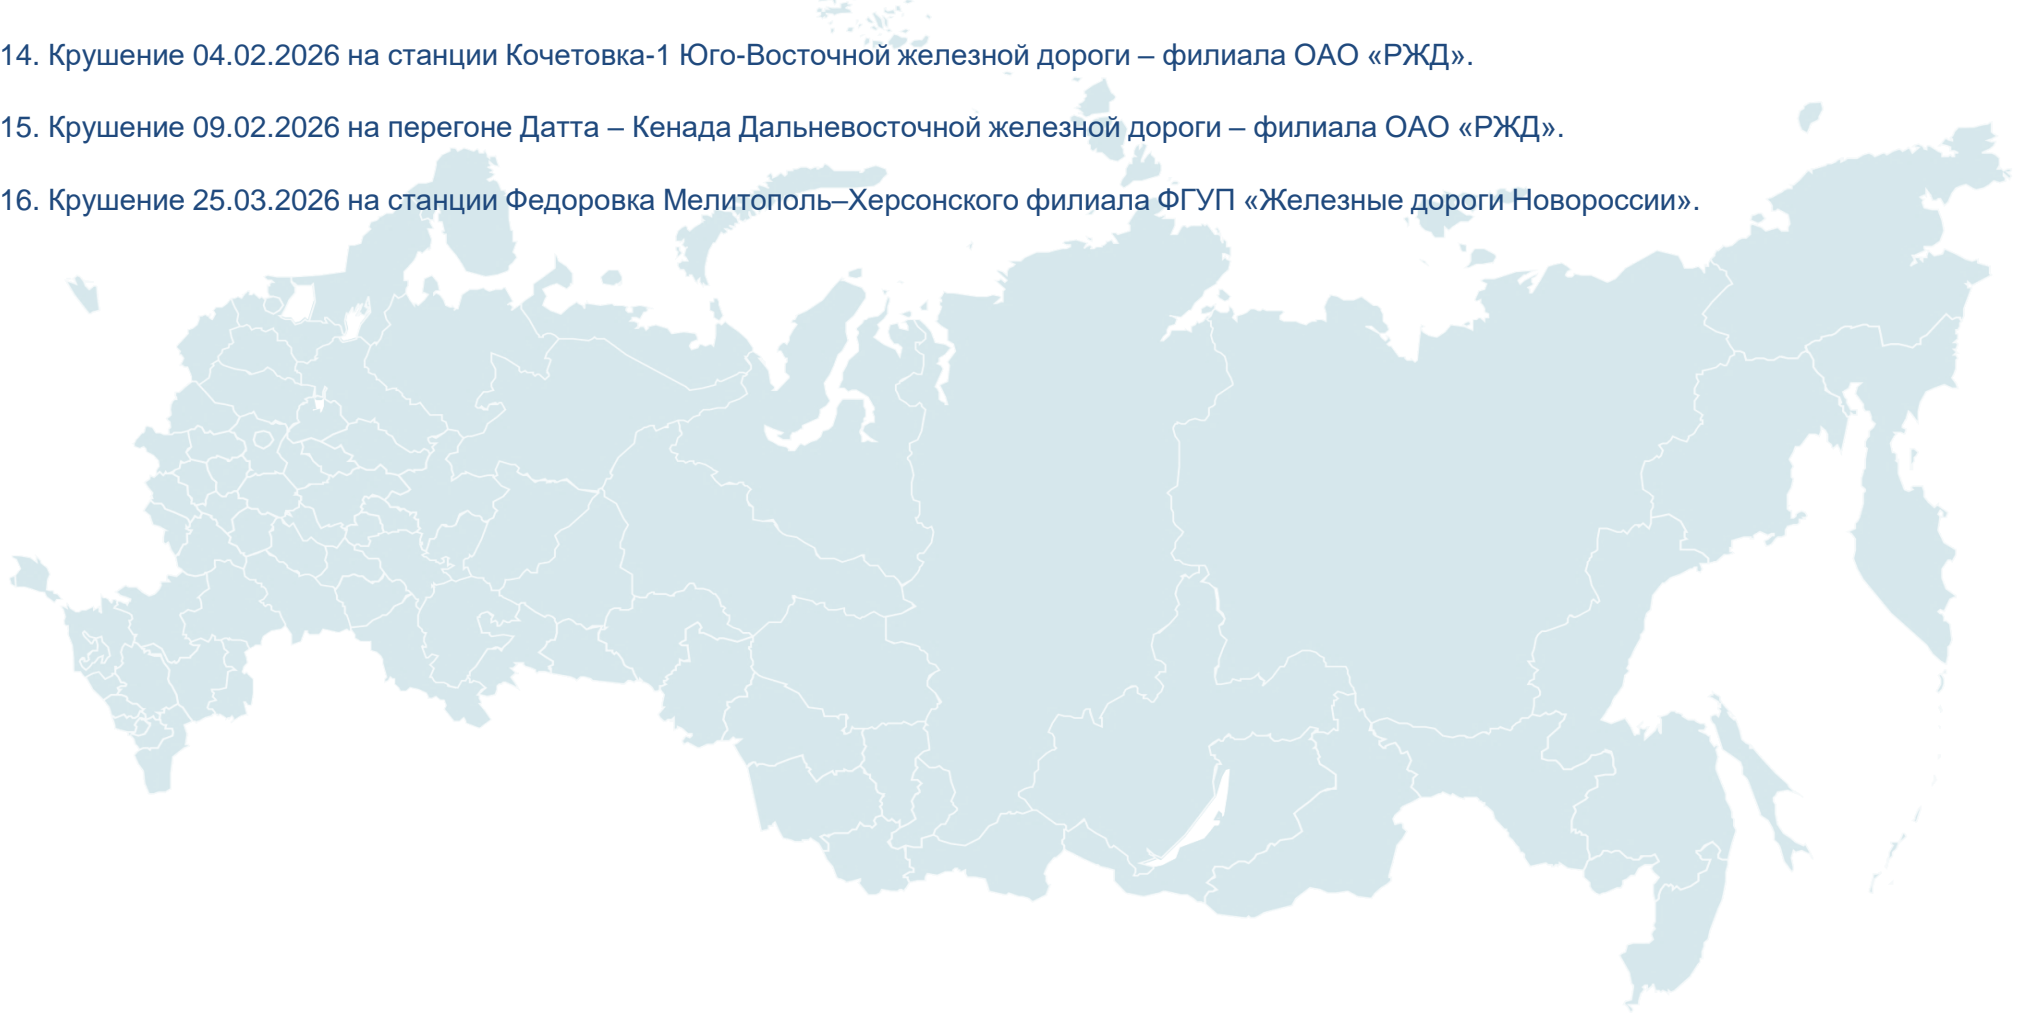 14. Крушение 04.02.2026 на станции Кочетовка-1 Юго-Восточной железной дороги – филиала ОАО «РЖД».
15. Крушение 09.02.2026 на перегоне Датта – Кенада Дальневосточной железной дороги – филиала ОАО «РЖД».
16. Крушение 25.03.2026 на станции Федоровка Мелитополь–Херсонского филиала ФГУП «Железные дороги Новороссии».